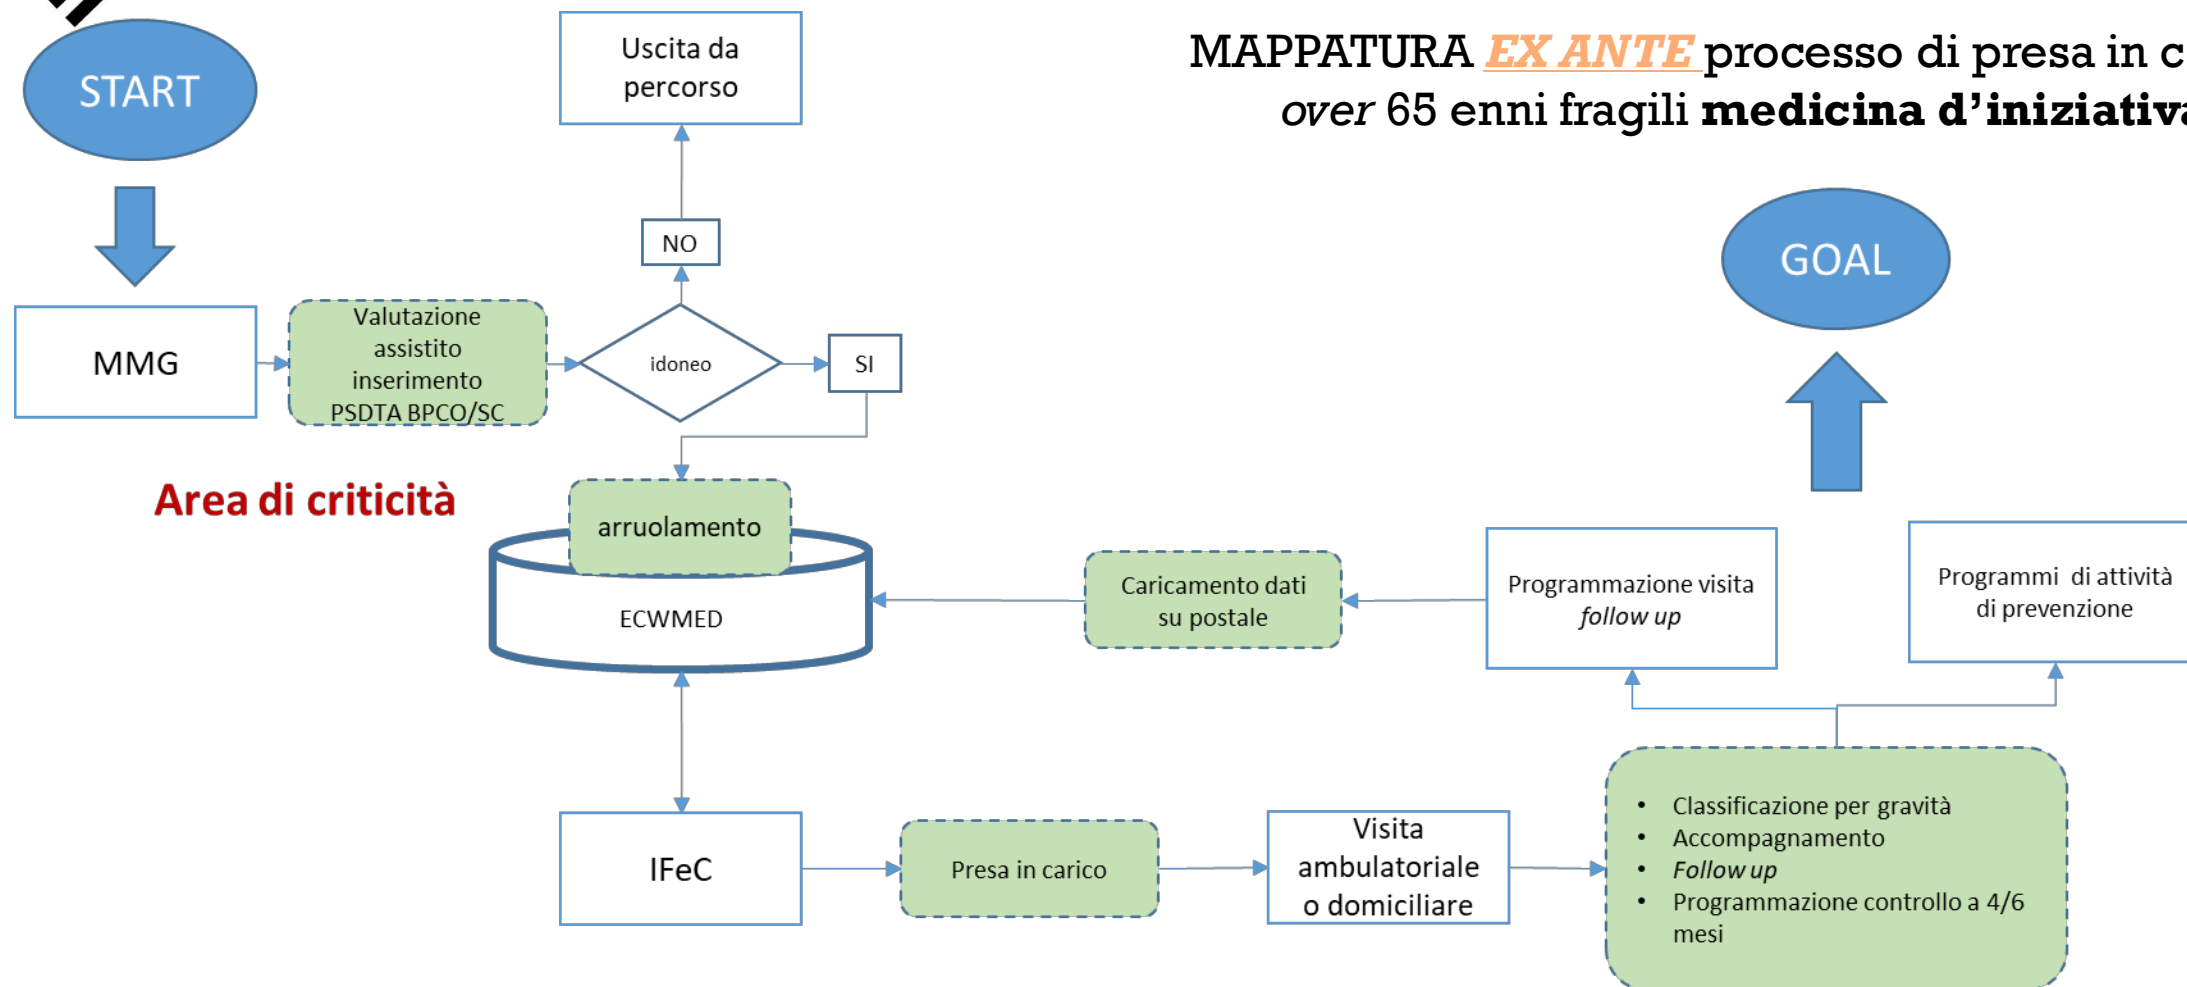 START
Uscita da
percorso
MAPPATURA EX ANTE processo di presa in c
over 65 enni fragili medicina d’iniziativa
NO
GOAL
MMG
Valutazione
assistito
inserimento
PSDTA BPCO/SC
idoneo
SI
Area di criticità
arruolamento
ECWMED
Caricamento dati
su postale
Programmazione visita
follow up
Programmi di attività
di prevenzione
IFeC
Presa in carico
Visita
ambulatoriale
o domiciliare
• Classificazione per gravità
• Accompagnamento
• Follow up
• Programmazione controllo a 4/6
mesi